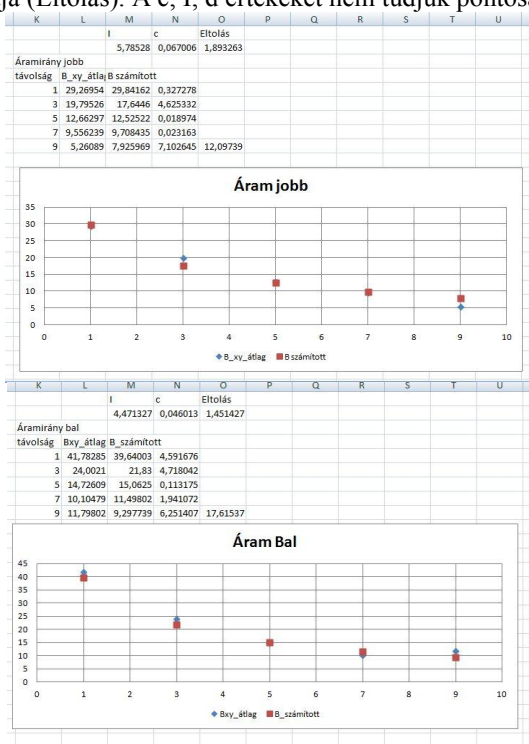 (Eltolás). A c, I, d értékeket nem tudjuk
K L M N O P Q R S T U
I c Eltolás
5,78528 0,067006 1,893263
Áramirány jobb
távolság B_xy_átla B számított
1 29,26954 29,84162 0,327278
3 19,79526 17,6446 4,625332
5 12,66297 12,52522 0,018974
7 9,556239 9,708435 0,023163
9 5,26089 7,925969 7,102645 12,09739
Áram jobb
35
30
25
20
15
10
5
0
0 1 2 3 4 5 6 7 8 9 10
B_xy_átlag B számított
K L M N O P Q R S T U
I c Eltolás
4,471327 0,046013 1,451427
Áramirány bal
távolság Bxy_átlag B_számított
1 41,78285 39,64003 4,591676
3 24,0021 21,83 4,718042
5 14,72609 15,0625 0,113175
7 10,10479 11,49802 1,941072
9 11,79802 9,297739 6,251407 17,61537
Áram Bal
45
40
35
30
25
20
15
10
5
0
0 1 2 3 4 5 6 7 8 9 10
Bxy_átlag B_számított